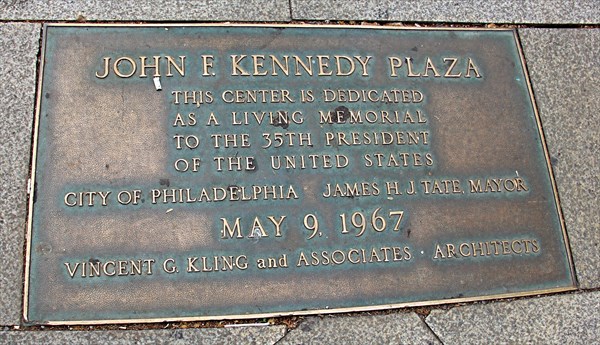 JOHN F. KENNEDY PLAZA
THIS CENTER IS DEDICATED
AS A LIVING MEMORIAL
TO THE 35TH PRESIDENT
OF THE UNITED STATES
CITY OF PHILADELPHIA JAMES H. J. TATE, MAYOR
MAY 9, 1967
VINCENT G. KLING and ASSOCIATES · ARCHITECTS